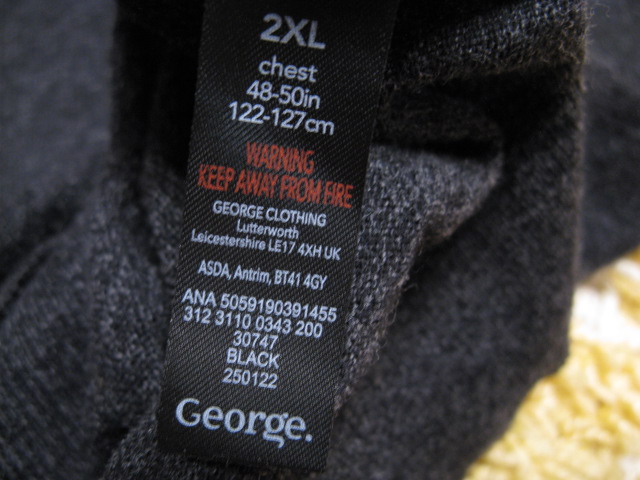 2XL
chest
48-50in
122-127cm
WARNING
KEEP AWAY FROM FIRE
GEORGE CLOTHING
Lutterworth
Leicestershire LE17 4XH UK
ASDA, Antrim, BT41 4GY
ANA 5059190391455
312 3110 0343 200
30747
BLACK
250122
George.